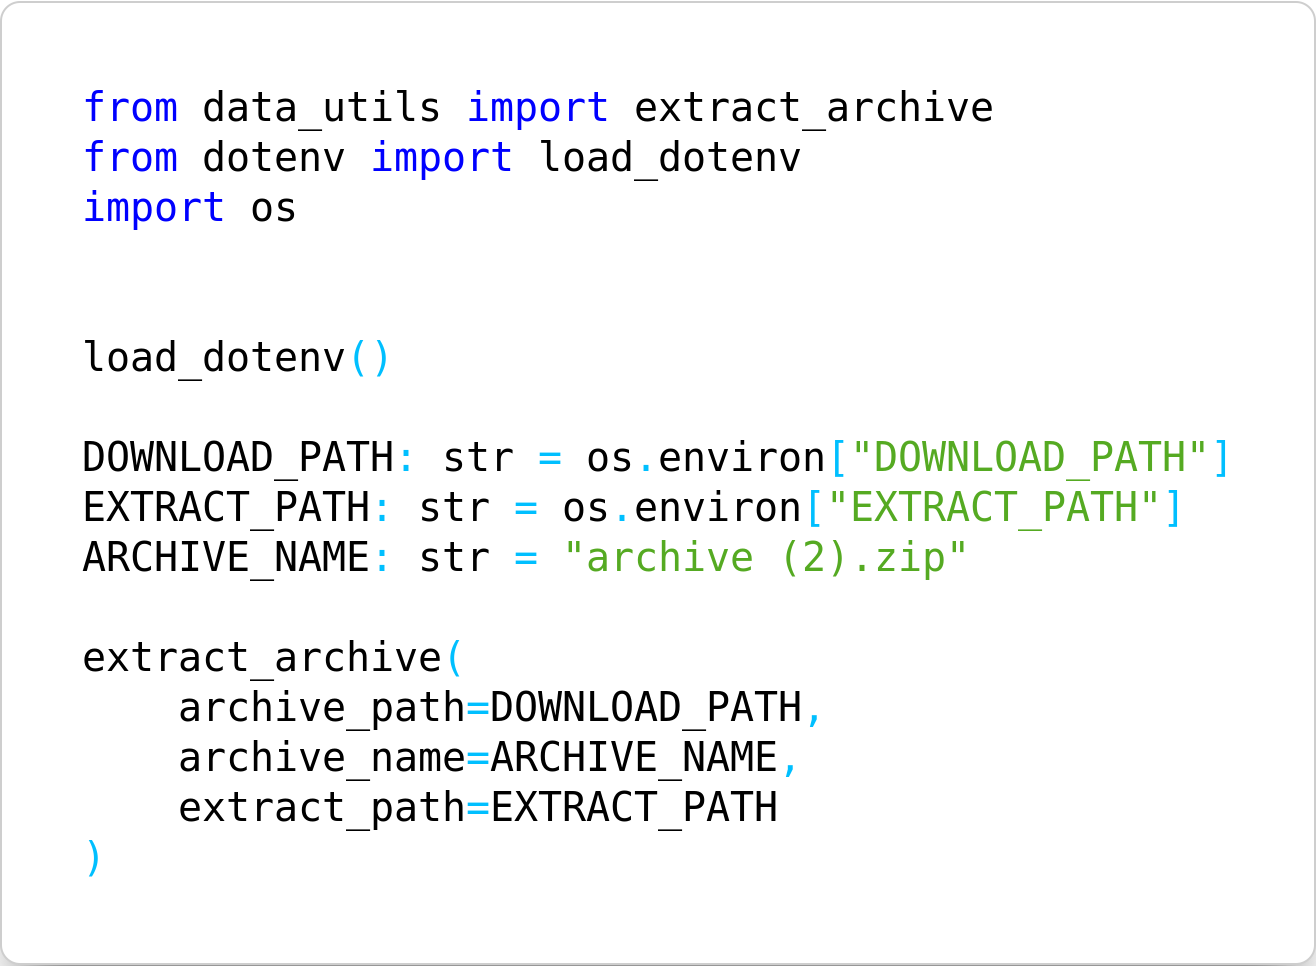 from data_utils import extract_archive
from dotenv import load_dotenv
import os
load_dotenv()
DOWNLOAD_PATH: str = os.environ["DOWNLOAD_PATH"]
EXTRACT_PATH: str = os.environ["EXTRACT_PATH"]
ARCHIVE_NAME: str = "archive (2).zip"
extract_archive(
    archive_path=DOWNLOAD_PATH,
    archive_name=ARCHIVE_NAME,
    extract_path=EXTRACT_PATH
)